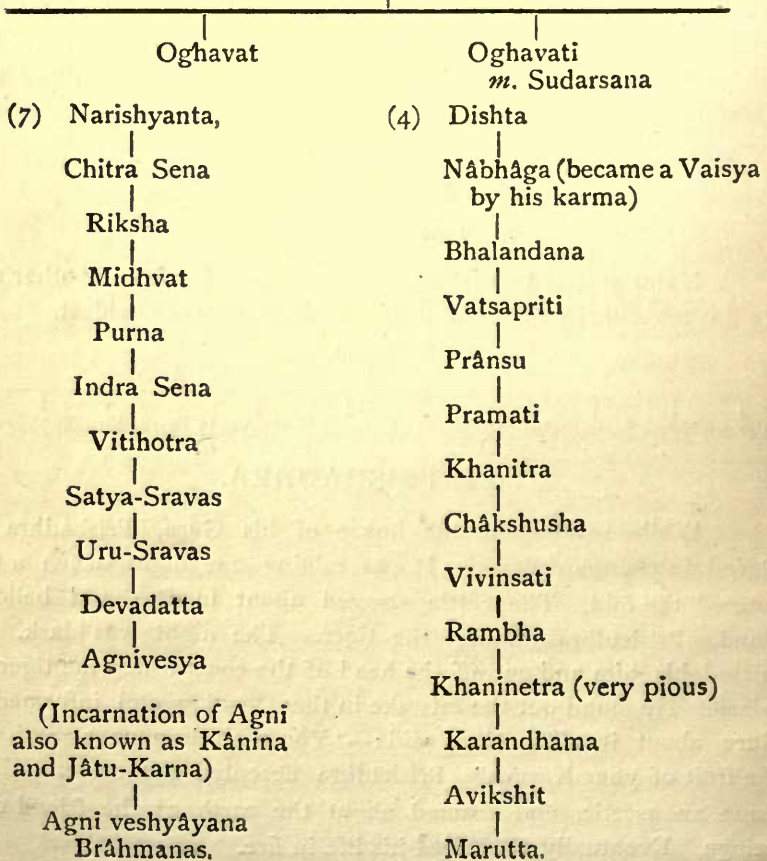 Oghavat
Oghavati
m. Sudarsana
(7) Narishyanta,
Chitra Sena
Riksha
Midhvat
Purna
Indra Sena
Vitihotra
Satya-Sravas
Uru-Sravas
Devadatta
Agnivesya
(Incarnation of Agni
also known as Kânina
and Jâtu-Karna)
Agni veshyâyana
Brâhmanas.
(4) Dishta
Nâbhâga (became a Vaisya
by his karma)
Bhalandana
Vatsapriti
Prânsu
Pramati
Khanitra
Châkshusha
Vivinsati
Rambha
Khaninetra (very pious)
Karandhama
Avikshit
Marutta.